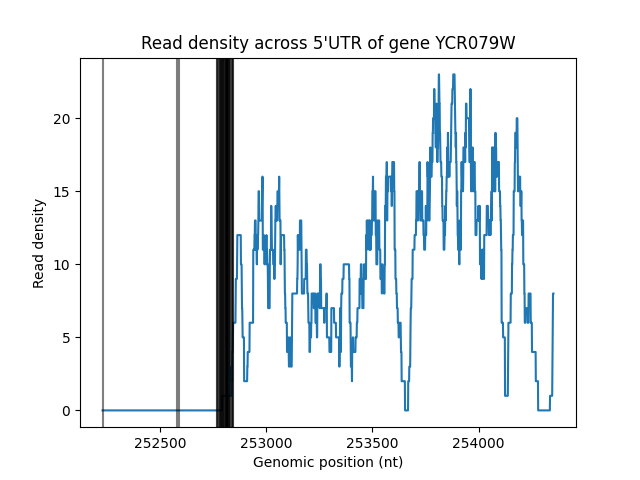 Read density across 5'UTR of gene YCR079W
Read density
20
15
10
5
0
252500 253000 253500 254000
Genomic position (nt)